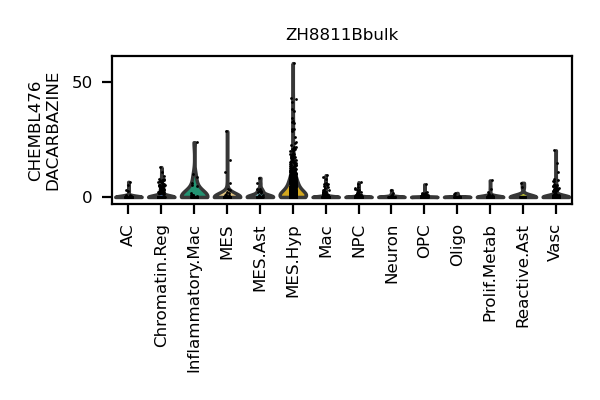 ZH8811Bbulk
CHEMBL476
DACARBAZINE
50
0
AC
Chromatin.Reg
Inflammatory.Mac
MES
MES.Ast
MES.Hyp
Mac
NPC
Neuron
OPC
Oligo
Prolif.Metab
Reactive.Ast
Vasc